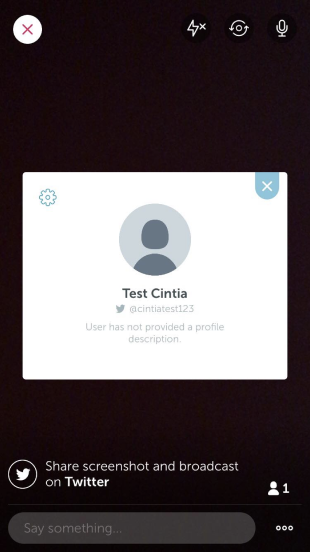 Test Cintia
@cintiatest123
User has not provided a profile
description.
Share screenshot and broadcast
on Twitter
1
Say something...